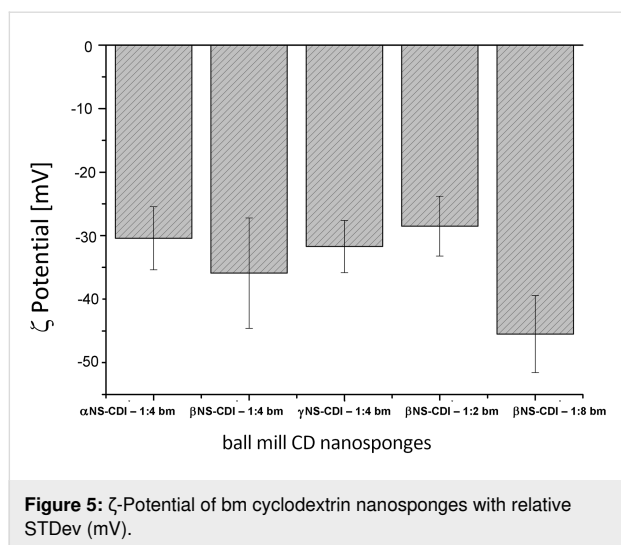 0
-10
-20
-30
-40
-50
ζ Potential [mV]
αNS-CDI – 1:4 bm βNS-CDI – 1:4 bm γNS-CDI – 1:4 bm βNS-CDI – 1:2 bm βNS-CDI – 1:8 bm
ball mill CD nanosponges
Figure 5: ζ-Potential of bm cyclodextrin nanosponges with relative
STDev (mV).